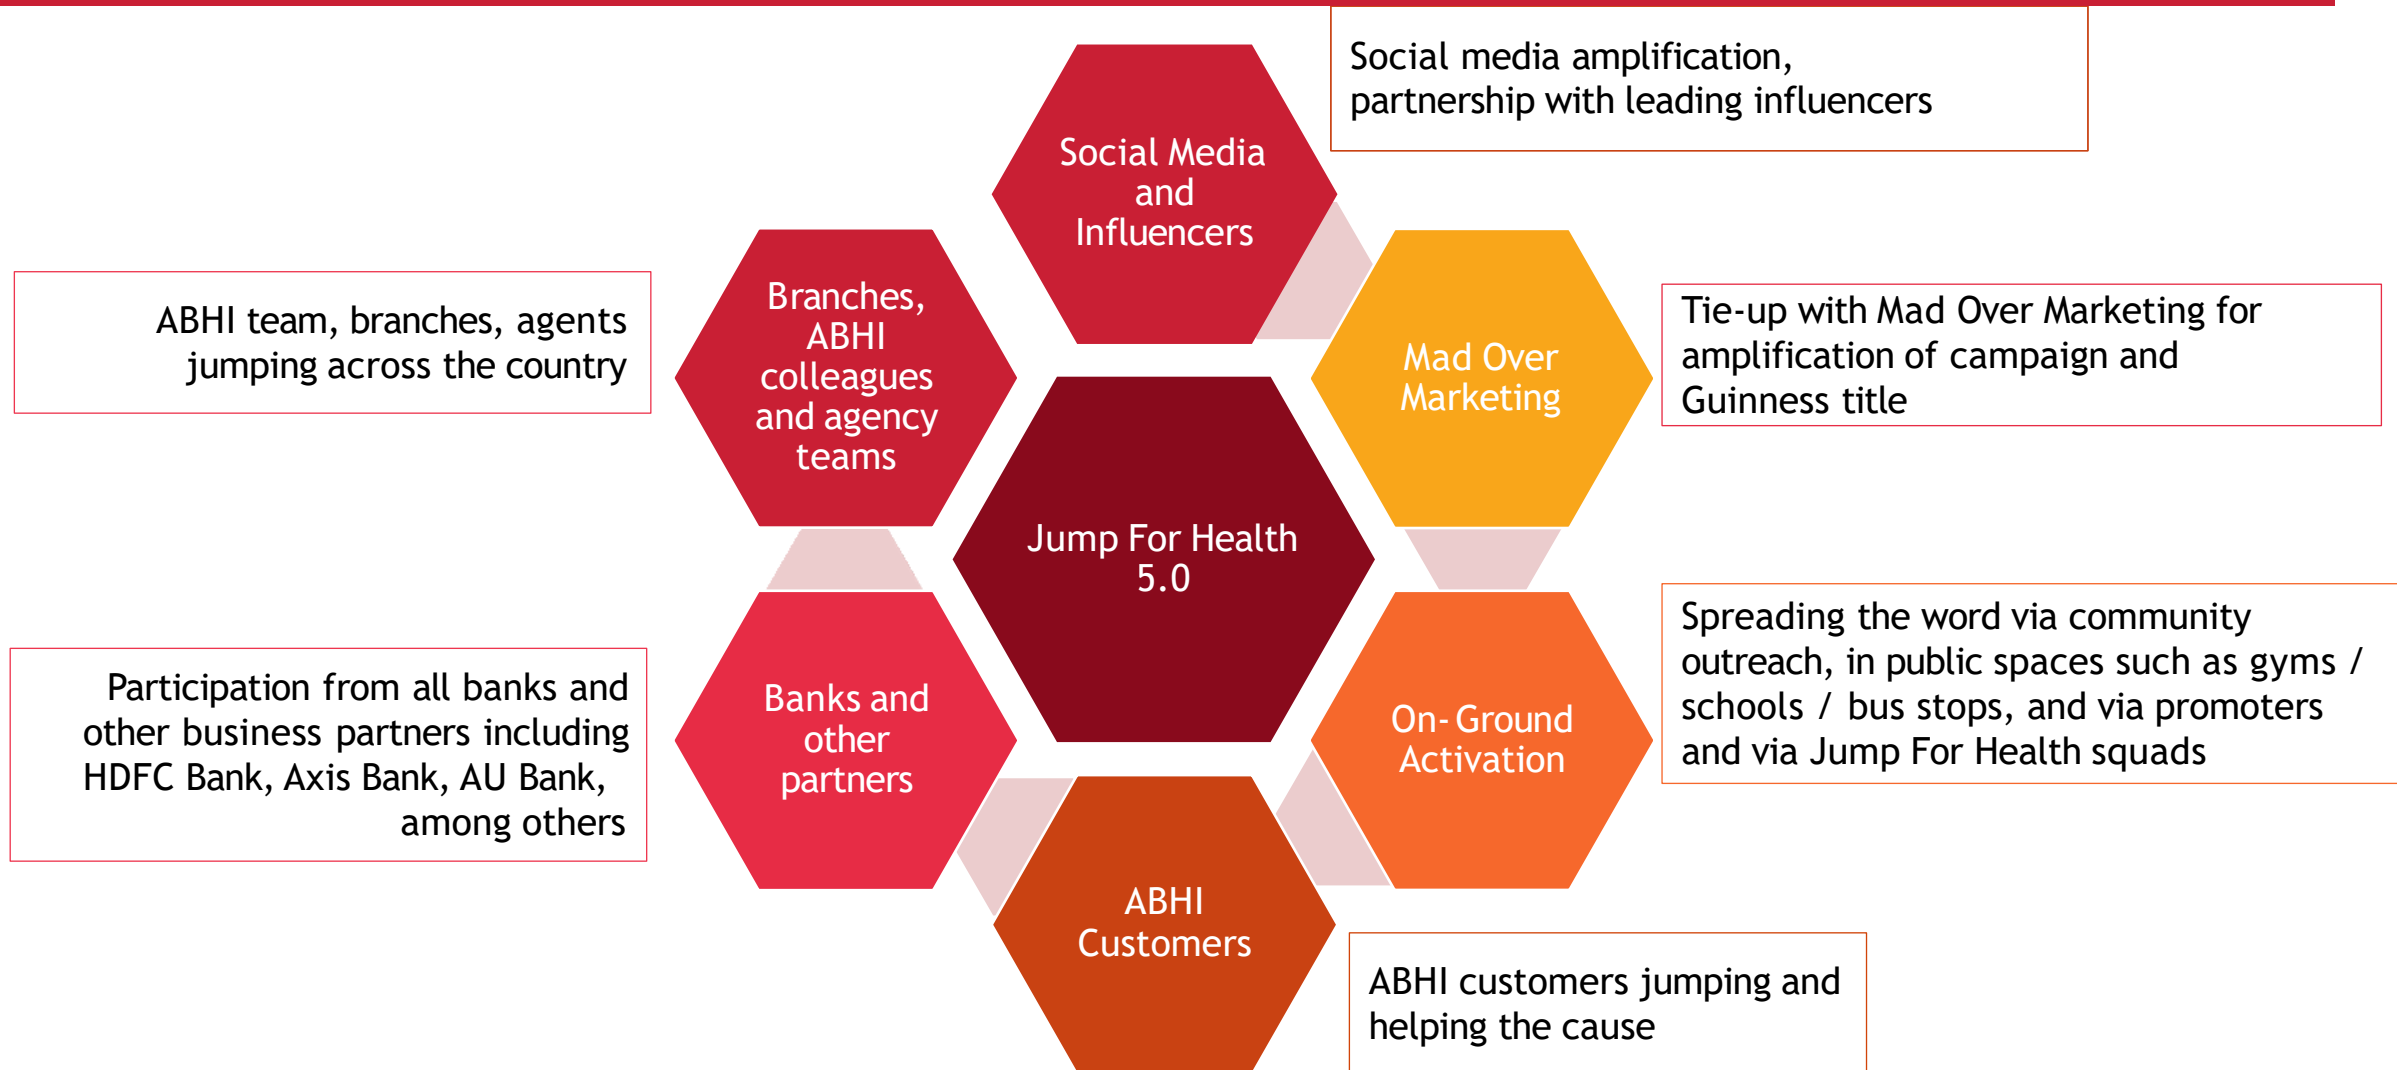 Social media amplification,
partnership with leading influencers
Social Media
and
Influencers
Branches,
ABHI
colleagues
and agency
teams
ABHI team, branches, agents
jumping across the country
Mad Over
Marketing
Tie-up with Mad Over Marketing for
amplification of campaign and
Guinness title
Jump For Health
5.0
Banks and
other
partners
Participation from all banks and
other business partners including
HDFC Bank, Axis Bank, AU Bank,
among others
On- Ground
Activation
Spreading the word via community
outreach, in public spaces such as gyms /
schools / bus stops, and via promoters
and via Jump For Health squads
ABHI
Customers
ABHI customers jumping and
helping the cause